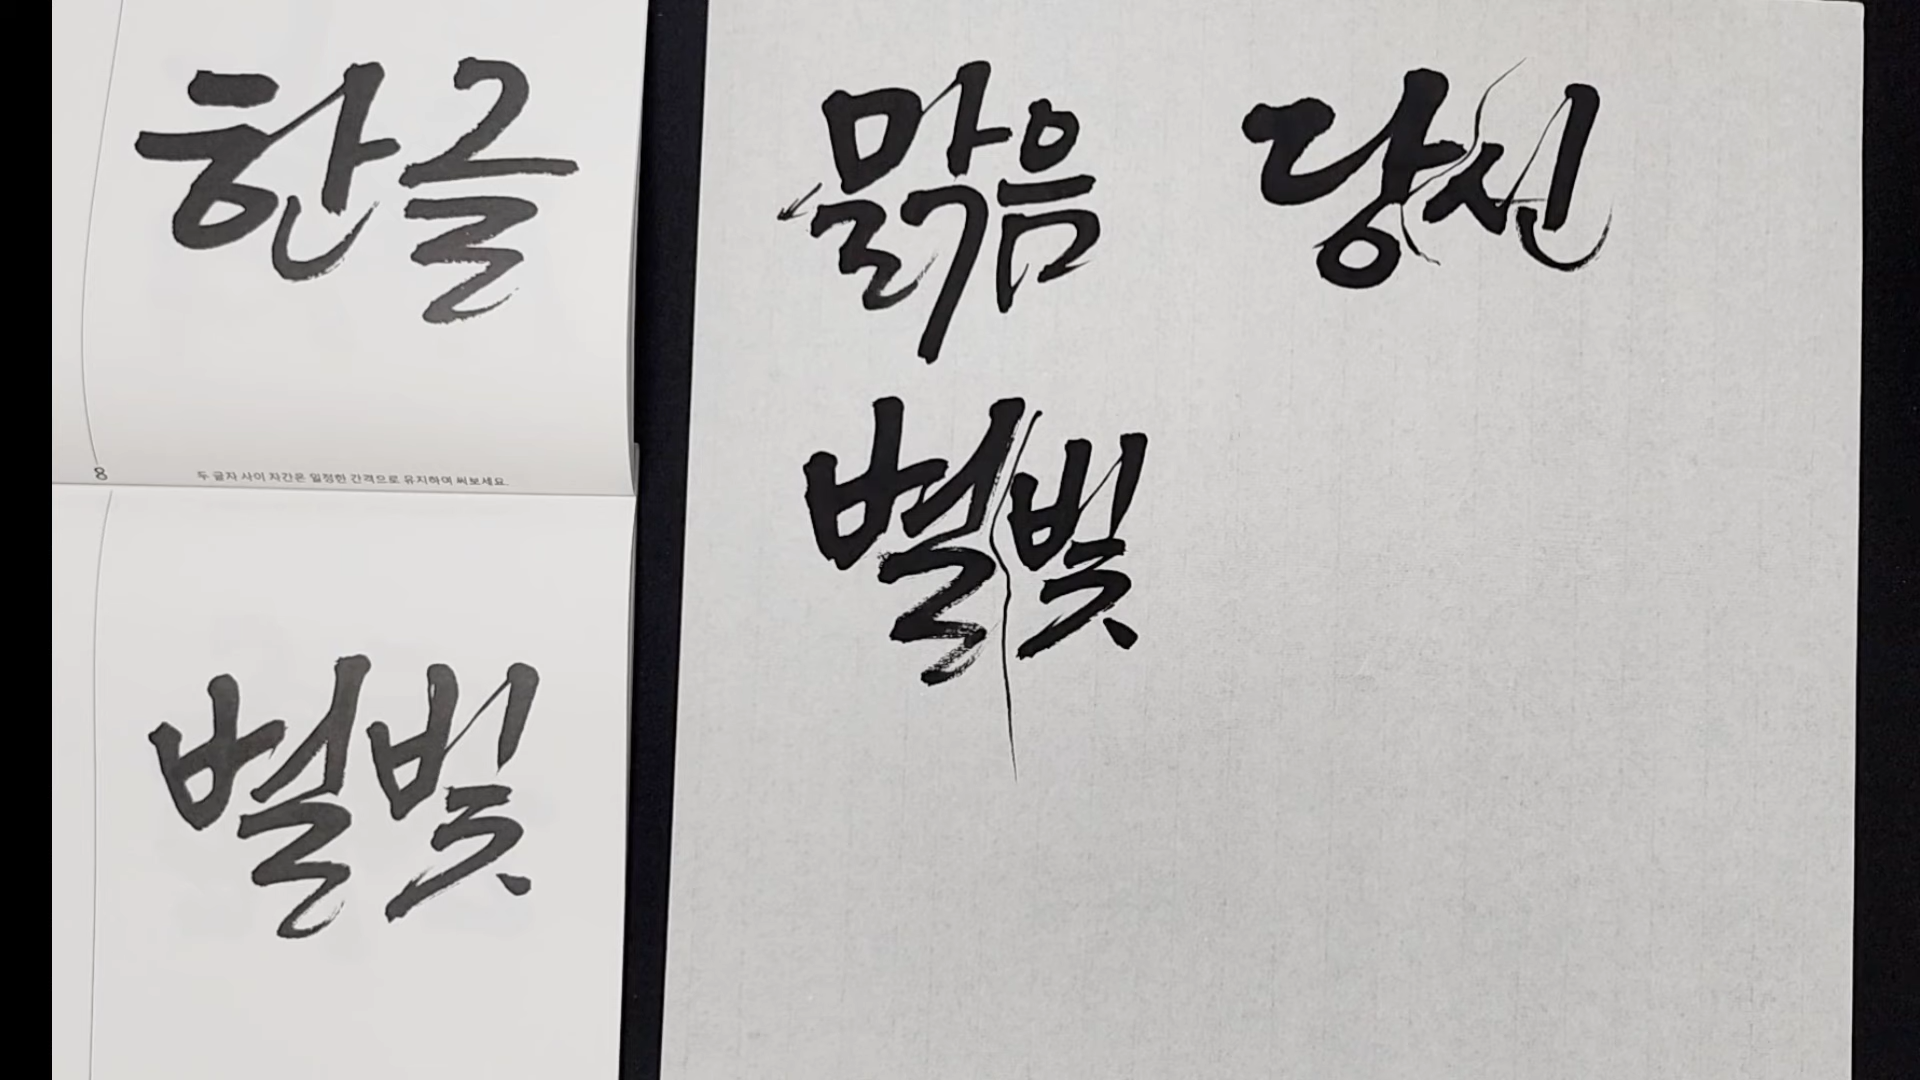 한글
8 두 글자 사이 자간은 일정한 간격으로 유지하여 써보세요.
별빛
맑음 당신
별빛